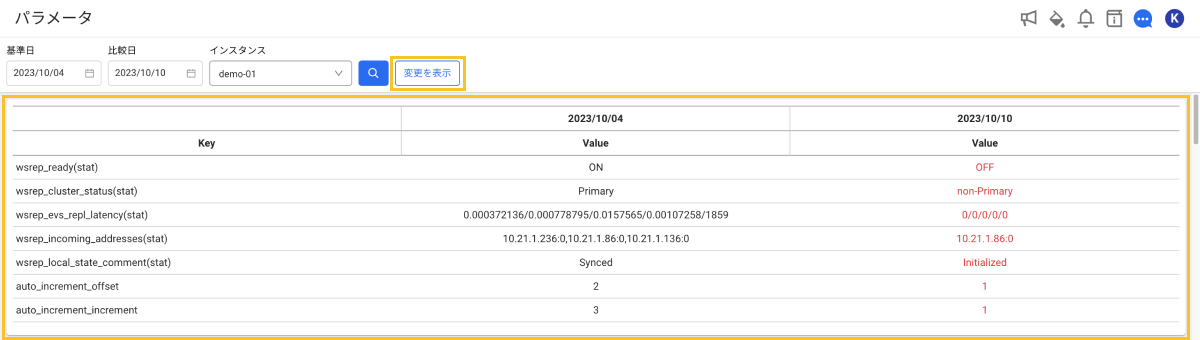 パラメータ
K
基準日 比較日 インスタンス
2023/10/04 2023/10/10 demo-01 変更を表示
2023/10/04 2023/10/10
Key Value Value
wsrep_ready(stat) ON OFF
wsrep_cluster_status(stat) Primary non-Primary
wsrep_evs_repl_latency(stat) 0.000372136/0.000778795/0.0157565/0.00107258/1859 0/0/0/0/0
wsrep_incoming_addresses(stat) 10.21.1.236:0,10.21.1.86:0,10.21.1.136:0 10.21.1.86:0
wsrep_local_state_comment(stat) Synced Initialized
auto_increment_offset 2 1
auto_increment_increment 3 1